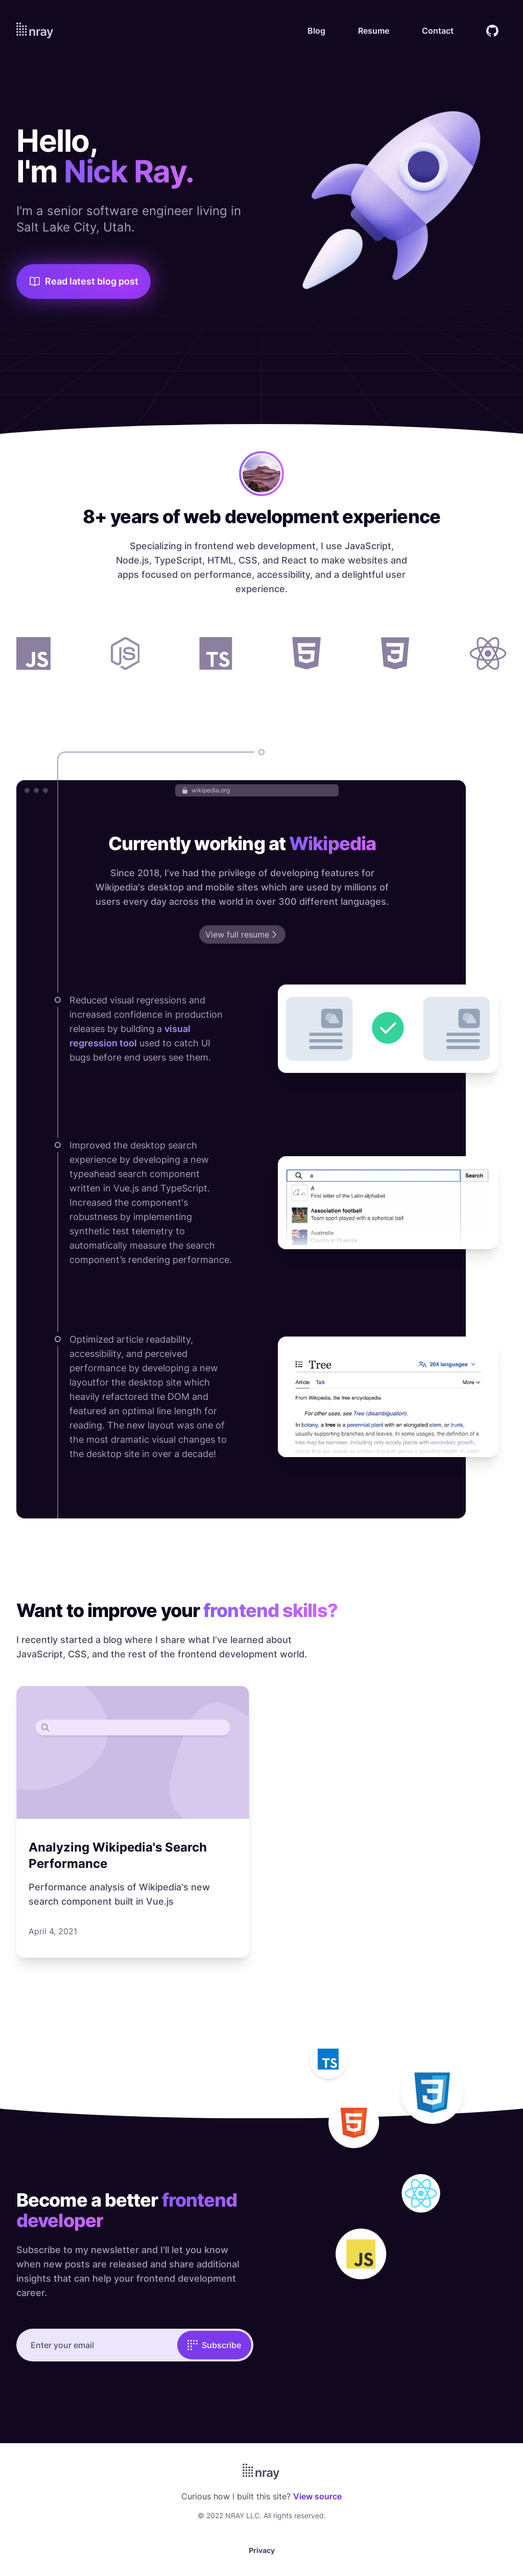 nray
Blog
Resume
Contact
Hello,
I'm Nick Ray.
I'm a senior software engineer living in
Salt Lake City, Utah.
Read latest blog post
8+ years of web development experience
Specializing in frontend web development, I use JavaScript,
Node.js, TypeScript, HTML, CSS, and React to make websites and
apps focused on performance, accessibility, and a delightful user
experience.
JS
JS
TS
5
3
wikipedia.org
Currently working at Wikipedia
Since 2018, I've had the privilege of developing features for
Wikipedia's desktop and mobile sites which are used by millions of
users every day across the world in over 300 different languages.
View full resume
Reduced visual regressions and
increased confidence in production
releases by building a visual
regression tool used to catch UI
bugs before end users see them.
Improved the desktop search
experience by developing a new
typeahead search component
written in Vue.js and TypeScript.
Increased the component's
robustness by implementing
synthetic test telemetry to
automatically measure the search
component's rendering performance.
a
Search
A
First letter of the Latin alphabet
Association football
Team sport played with a spherical ball
Australia
Country in Oceania
Optimized article readability,
accessibility, and perceived
performance by developing a new
layoutfor the desktop site which
heavily refactored the DOM and
featured an optimal line length for
reading. The new layout was one of
the most dramatic visual changes to
the desktop site in over a decade!
Tree
204 languages
Article Talk
More
From Wikipedia, the free encyclopedia
For other uses, see Tree (disambiguation).
In botany, a tree is a perennial plant with an elongated stem, or trunk,
usually supporting branches and leaves. In some usages, the definition of a
tree may be narrower, including only woody plants with secondary growth,
Want to improve your frontend skills?
I recently started a blog where I share what I've learned about
JavaScript, CSS, and the rest of the frontend development world.
Analyzing Wikipedia's Search
Performance
Performance analysis of Wikipedia's new
search component built in Vue.js
April 4, 2021
TS
3
5
JS
Become a better frontend
developer
Subscribe to my newsletter and I'll let you know
when new posts are released and share additional
insights that can help your frontend development
career.
Enter your email
Subscribe
nray
Curious how I built this site? View source
© 2022 NRAY LLC. All rights reserved.
Privacy